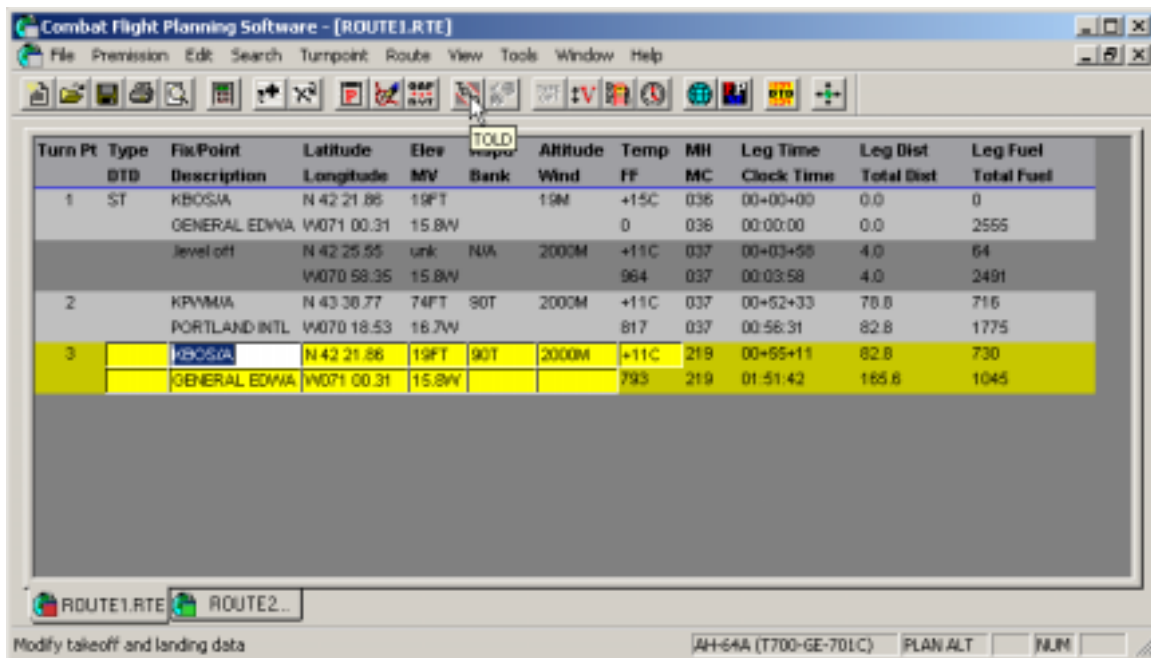 Combat Flight Planning Software - [ROUTE1.RTE]
File Premission Edit Search Turnpoint Route View Tools Window Help
TOLD
Turn Pt Type Fix/Point Latitude Elev Altitude Temp MH Leg Time Leg Dist Leg Fuel
DTD Description Longitude MV Bank Wind FF MC Clock Time Total Dist Total Fuel
1 ST KBOS/A N 42 21.86 19FT 19M +15C 036 00+00+00 0.0 0
GENERAL EDWA W071 00.31 15.8W 0 036 00:00:00 0.0 2555
level off N 42 25.55 unk N/A 2000M +11C 037 00+03+58 4.0 64
W070 58.35 15.8W 964 037 00:03:58 4.0 2491
2 KPWM/A N 43 38.77 74FT 90T 2000M +11C 037 00+52+33 78.8 716
PORTLAND INTL W070 18.53 16.7W 817 037 00:56:31 82.8 1775
3 KBOS/A N 42 21.86 19FT 90T 2000M +11C 219 00+55+11 82.8 730
GENERAL EDWA W071 00.31 15.8W 793 219 01:51:42 165.6 1045
ROUTE1.RTE ROUTE2...
Modify takeoff and landing data AH-64A (T700-GE-701C) PLAN ALT NUM